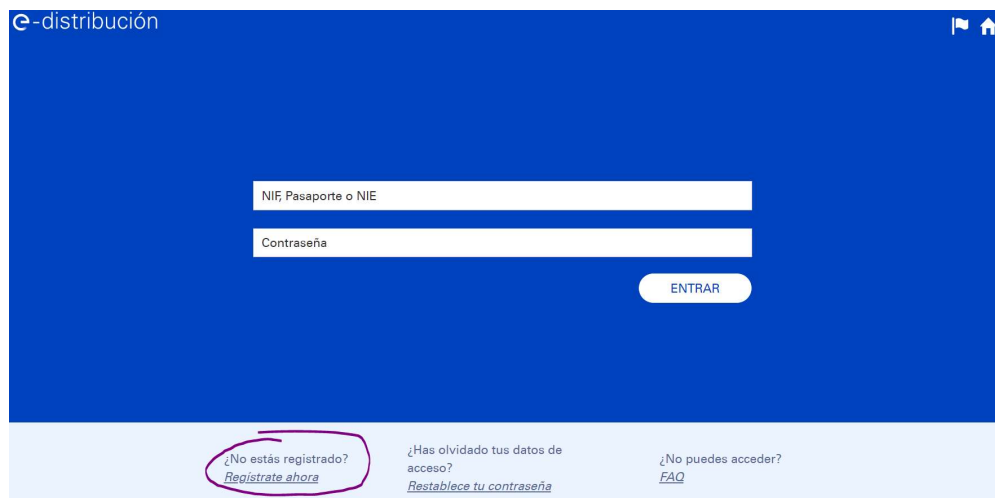 e-distribución
NIF, Pasaporte o NIE
Contraseña
ENTRAR
¿No estás registrado?
Regístrate ahora
¿Has olvidado tus datos de
acceso?
Restablece tu contraseña
¿No puedes acceder?
FAQ